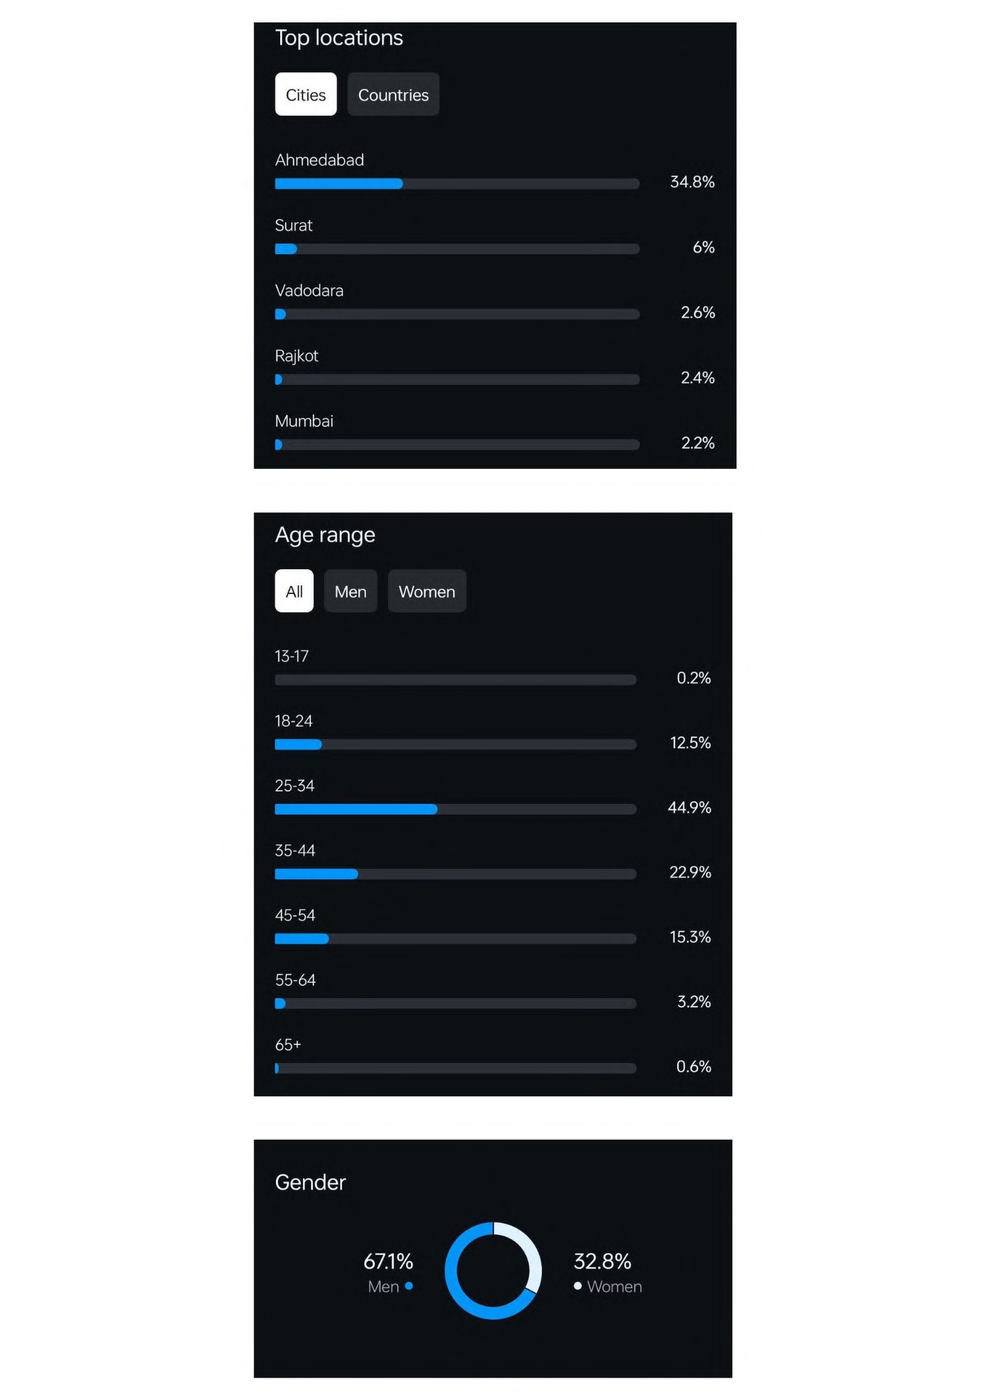 Top locations
Cities Countries
Ahmedabad
34.8%
Surat
6%
Vadodara
2.6%
Rajkot
2.4%
Mumbai
2.2%
Age range
All Men Women
13-17
0.2%
18-24
12.5%
25-34
44.9%
35-44
22.9%
45-54
15.3%
55-64
3.2%
65+
0.6%
Gender
67.1% 32.8%
Men Women